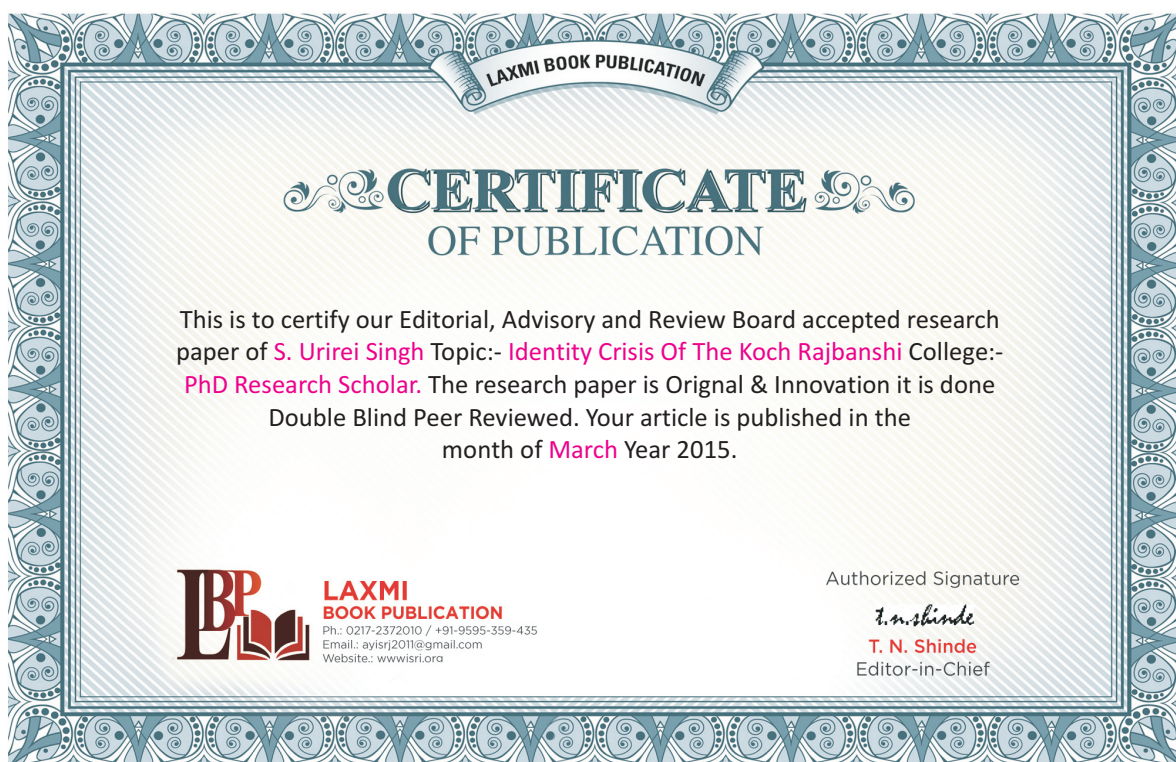 LAXMI BOOK PUBLICATION
CERTIFICATE
OF PUBLICATION
This is to certify our Editorial, Advisory and Review Board accepted research
paper of S. Urirei Singh Topic:- Identity Crisis Of The Koch Rajbanshi College:-
PhD Research Scholar. The research paper is Orignal & Innovation it is done
Double Blind Peer Reviewed. Your article is published in the
month of March Year 2015.
LBP
LAXMI
BOOK PUBLICATION
Ph.: 0217-2372010 / +91-9595-359-435
Email.: ayisrj2011@gmail.com
Website.: wwwisri.org
Authorized Signature
t.n.shinde
T. N. Shinde
Editor-in-Chief